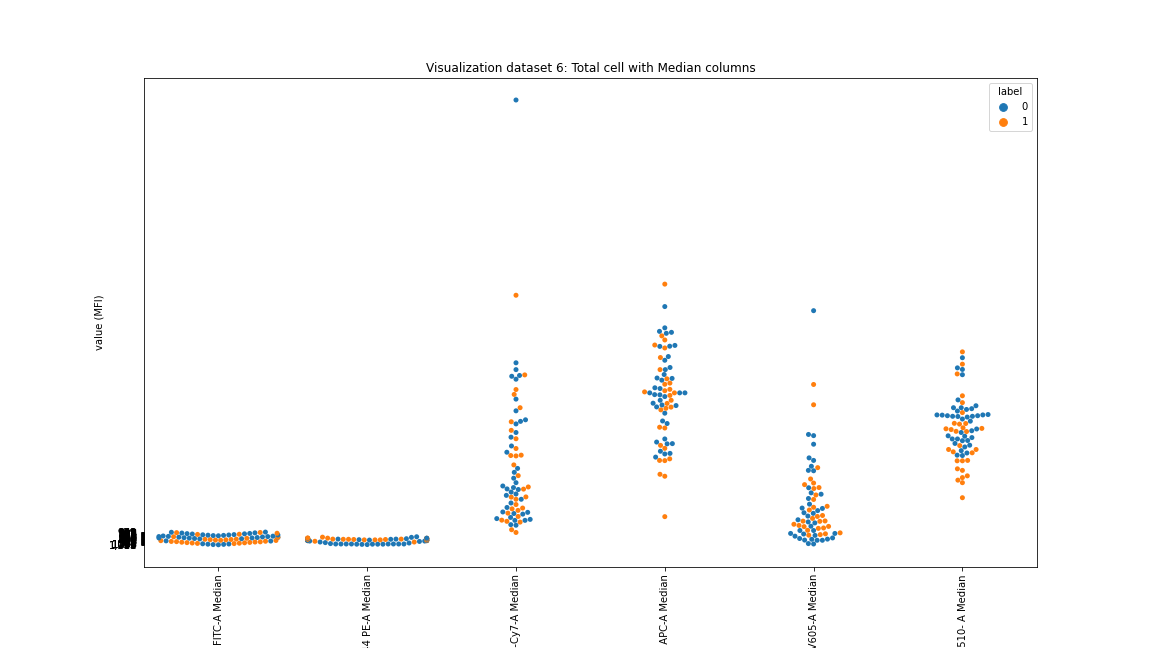 Visualization dataset 6: Total cell with Median columns
label
0
1
value (MFI)
FITC-A Median
-4 PE-A Median
-Cy7-A Median
APC-A Median
V605-A Median
510- A Median